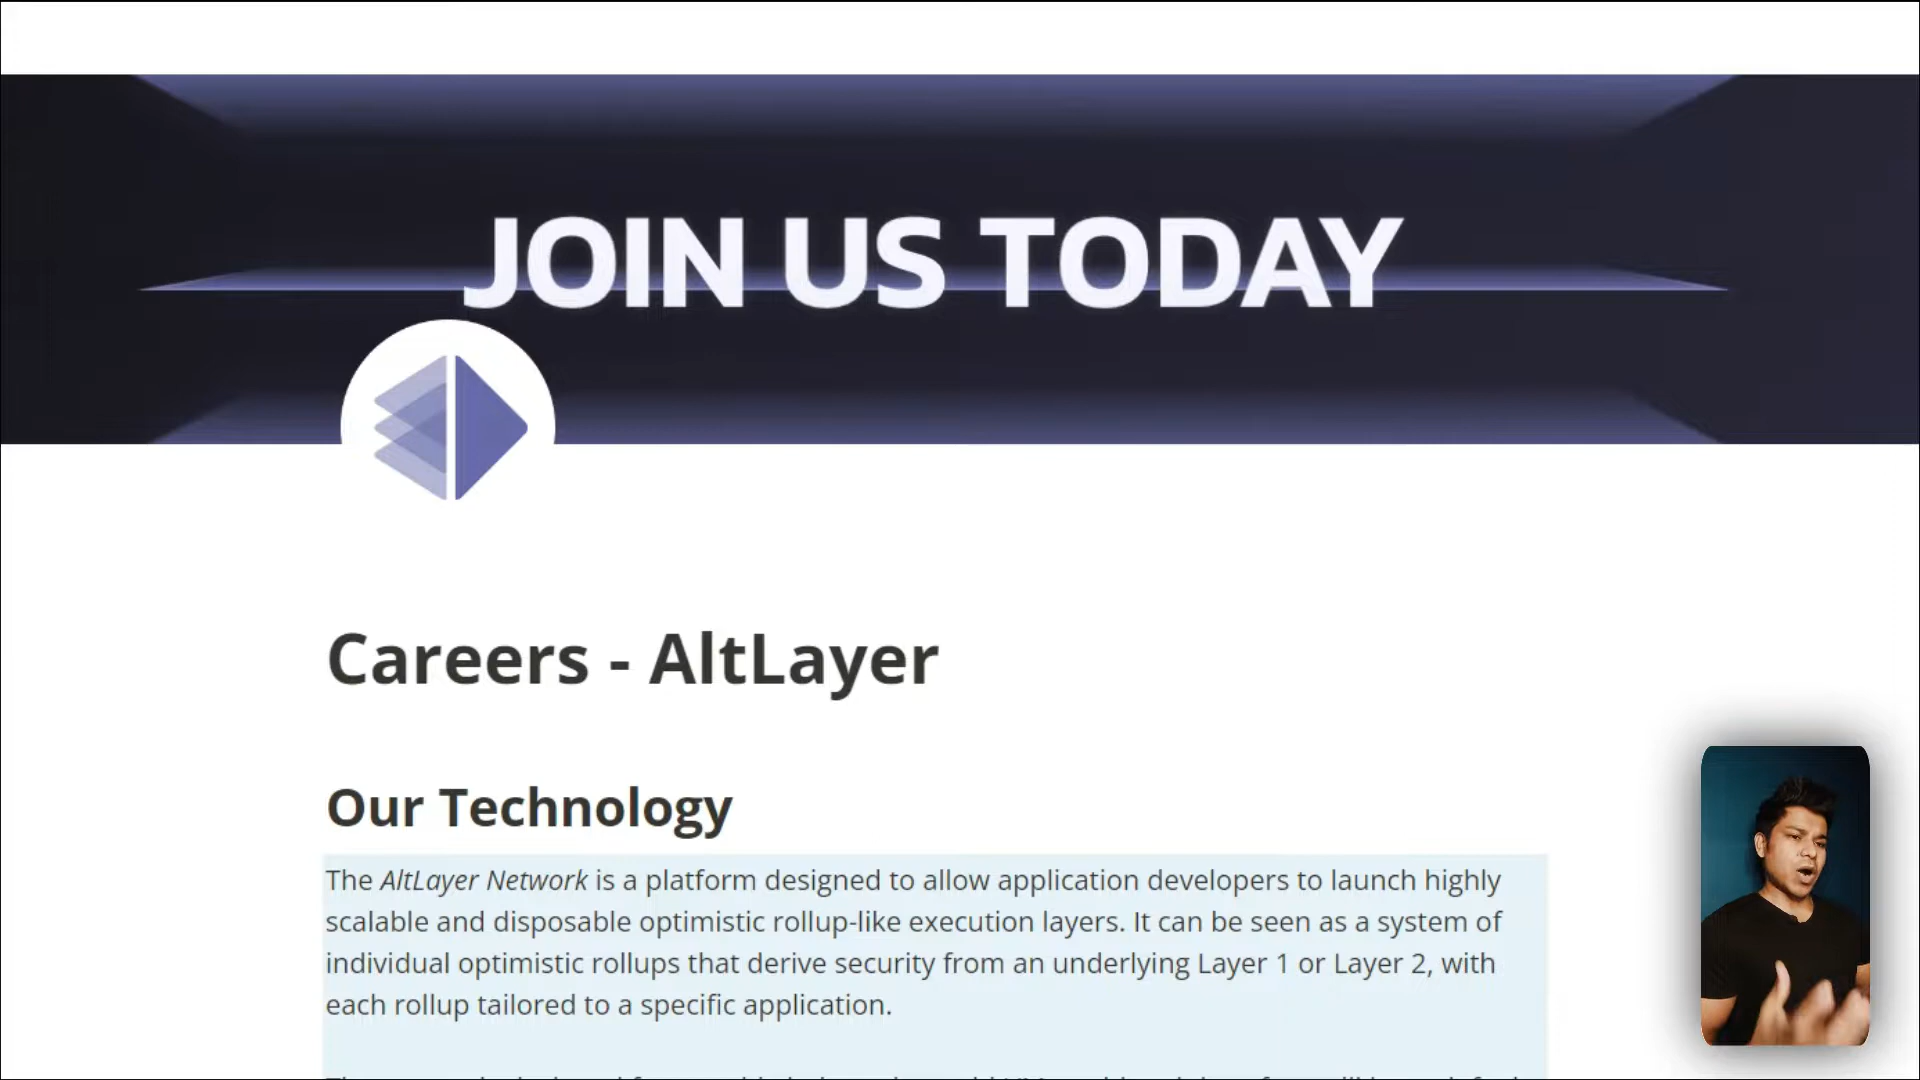 JOIN US TODAY
Careers - AltLayer
Our Technology
The AltLayer Network is a platform designed to allow application developers to launch highly
scalable and disposable optimistic rollup-like execution layers. It can be seen as a system of
individual optimistic rollups that derive security from an underlying Layer 1 or Layer 2, with
each rollup tailored to a specific application.